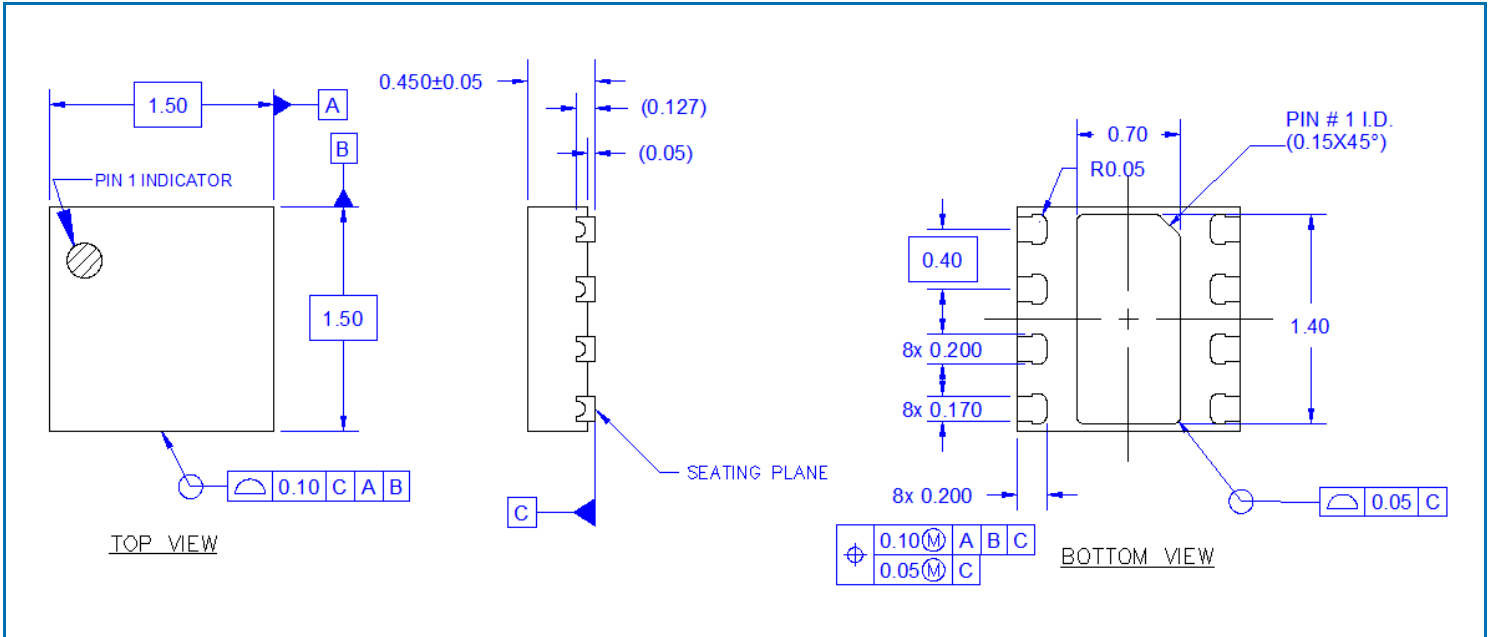 1.50
A
B
PIN 1 INDICATOR
1.50
0.10 C A B
TOP VIEW
0.450±0.05
(0.127)
(0.05)
SEATING PLANE
C
0.70
PIN # 1 I.D.
(0.15X45°)
R0.05
0.40
1.40
8x 0.200
8x 0.170
8x 0.200
0.05 C
0.10Ⓜ A B C
0.05Ⓜ C
BOTTOM VIEW